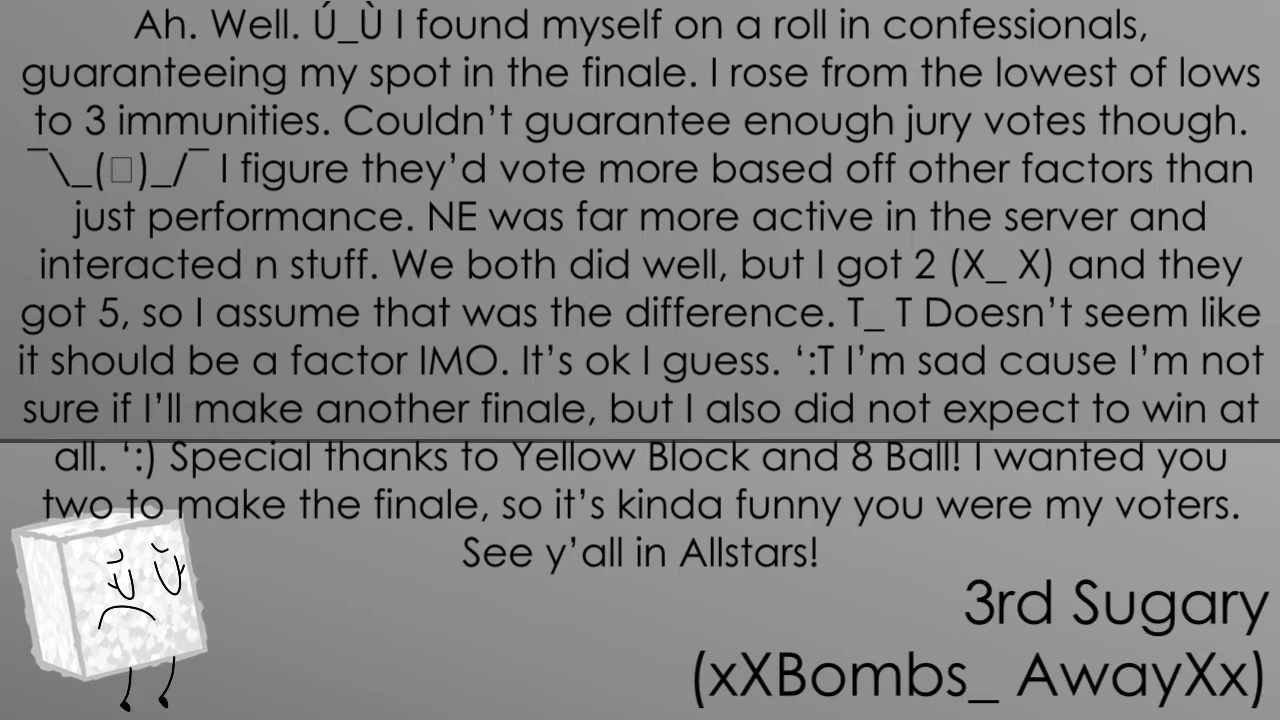 Ah. Well. Ú_Ù I found myself on a roll in confessionals,
guaranteeing my spot in the finale. I rose from the lowest of lows
to 3 immunities. Couldn’t guarantee enough jury votes though.
¯\_(□)_/¯ I figure they’d vote more based off other factors than
just performance. NE was far more active in the server and
interacted n stuff. We both did well, but I got 2 (X_ X) and they
got 5, so I assume that was the difference. T_ T Doesn’t seem like
it should be a factor IMO. It’s ok I guess. ‘:T I’m sad cause I’m not
sure if I’ll make another finale, but I also did not expect to win at
all. ‘:) Special thanks to Yellow Block and 8 Ball! I wanted you
two to make the finale, so it’s kinda funny you were my voters.
See y’all in Allstars!
3rd Sugary
(xXBombs_ AwayXx)